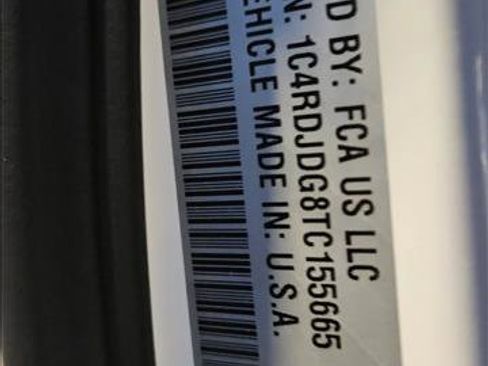 D BY: FCA US LLC
N: 1C4RDJDG8TC155665
EHICLE MADE IN: U.S.A.